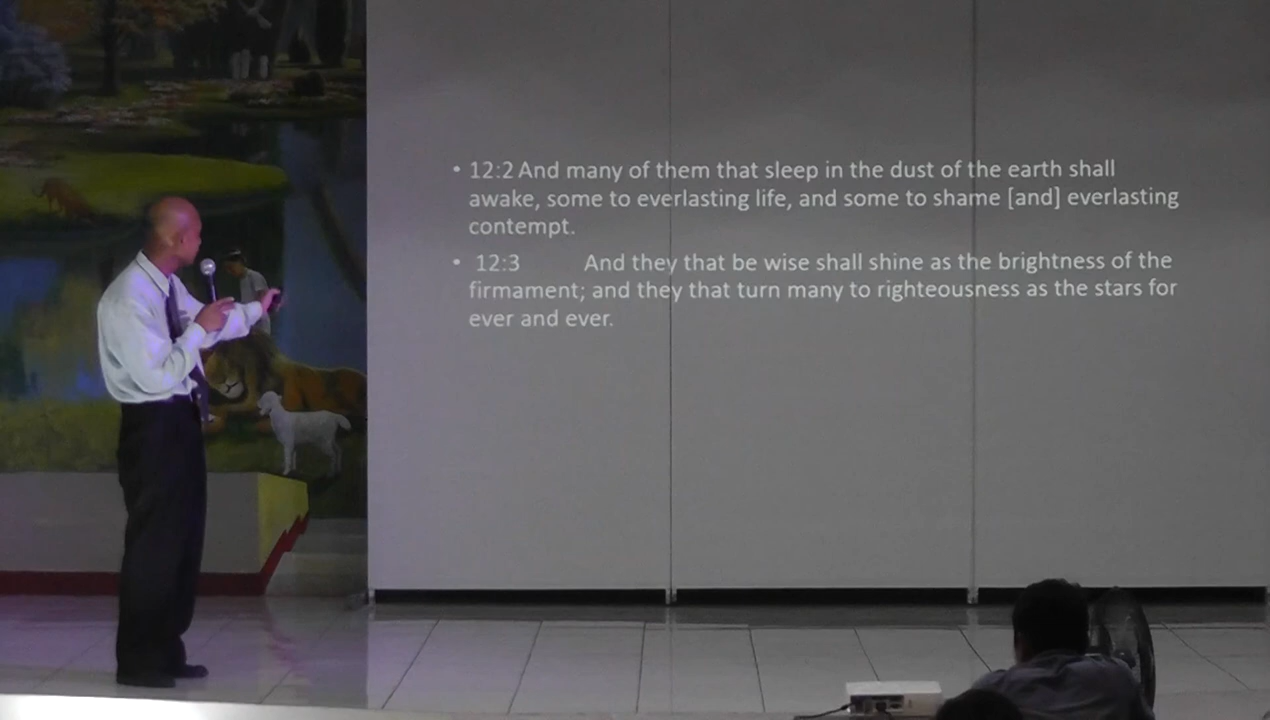 • 12:2 And many of them that sleep in the dust of the earth shall
awake, some to everlasting life, and some to shame [and] everlasting
contempt.
• 12:3 And they that be wise shall shine as the brightness of the
firmament; and they that turn many to righteousness as the stars for
ever and ever.